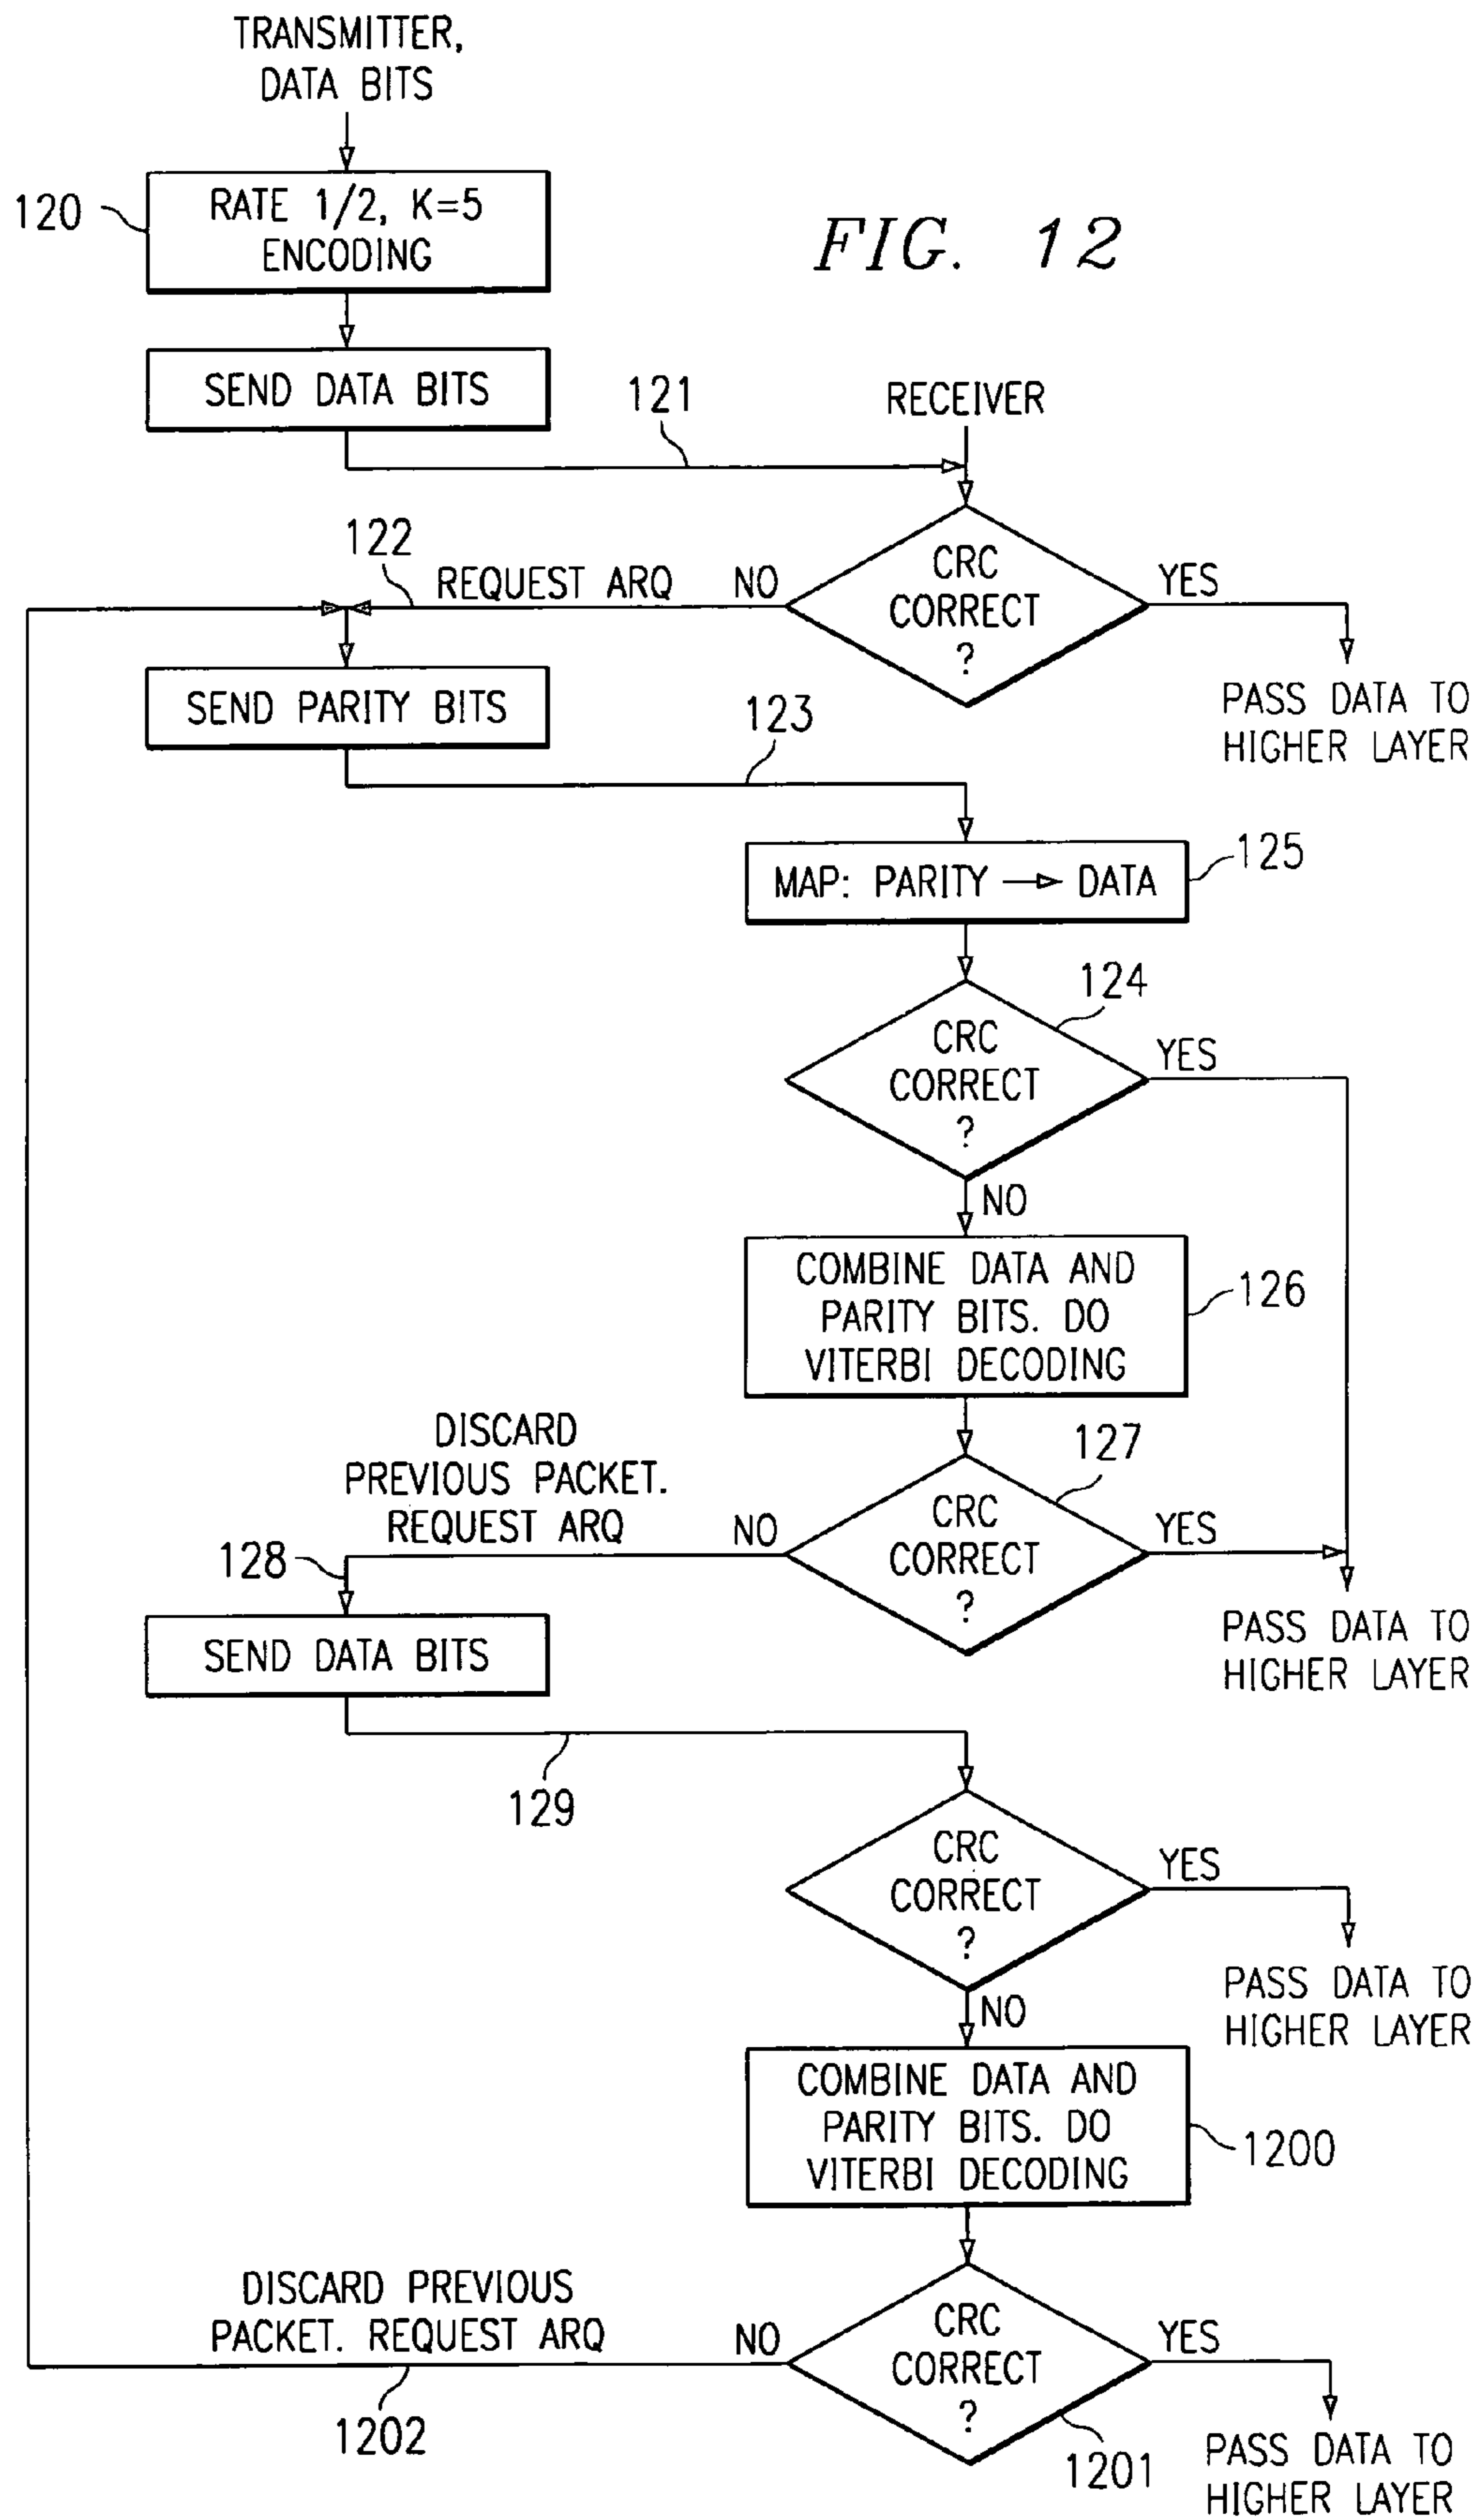 TRANSMITTER,
DATA BITS
120
RATE 1/2, K=5
ENCODING
FIG. 12
SEND DATA BITS
121
RECEIVER
122
REQUEST ARQ
NO
CRC
CORRECT
?
YES
PASS DATA TO
HIGHER LAYER
SEND PARITY BITS
123
MAP: PARITY → DATA
125
124
CRC
CORRECT
?
YES
NO
COMBINE DATA AND
PARITY BITS. DO
VITERBI DECODING
126
DISCARD
PREVIOUS PACKET.
REQUEST ARQ
NO
127
CRC
CORRECT
?
YES
128
PASS DATA TO
HIGHER LAYER
SEND DATA BITS
129
CRC
CORRECT
?
YES
PASS DATA TO
HIGHER LAYER
NO
COMBINE DATA AND
PARITY BITS. DO
VITERBI DECODING
1200
DISCARD PREVIOUS
PACKET. REQUEST ARQ
NO
CRC
CORRECT
?
YES
1202
1201
PASS DATA TO
HIGHER LAYER